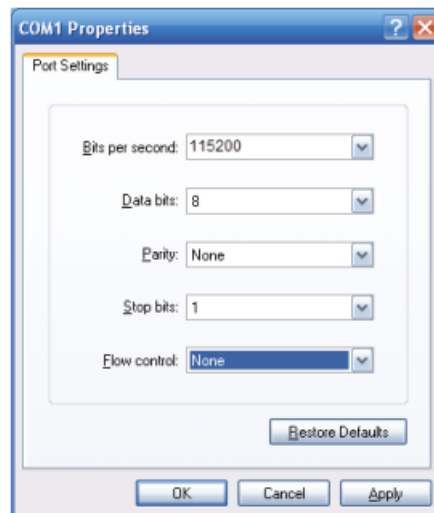 COM1 Properties
Port Settings
Bits per second: 115200
Data bits: 8
Parity: None
Stop bits: 1
Flow control: None
Restore Defaults
OK Cancel Apply